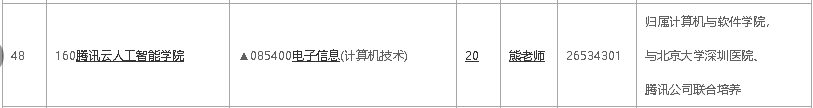 归属计算机与软件学院，
48 160腾讯云人工智能学院 ▲085400电子信息(计算机技术) 20 熊老师 26534301 与北京大学深圳医院、
腾讯公司联合培养